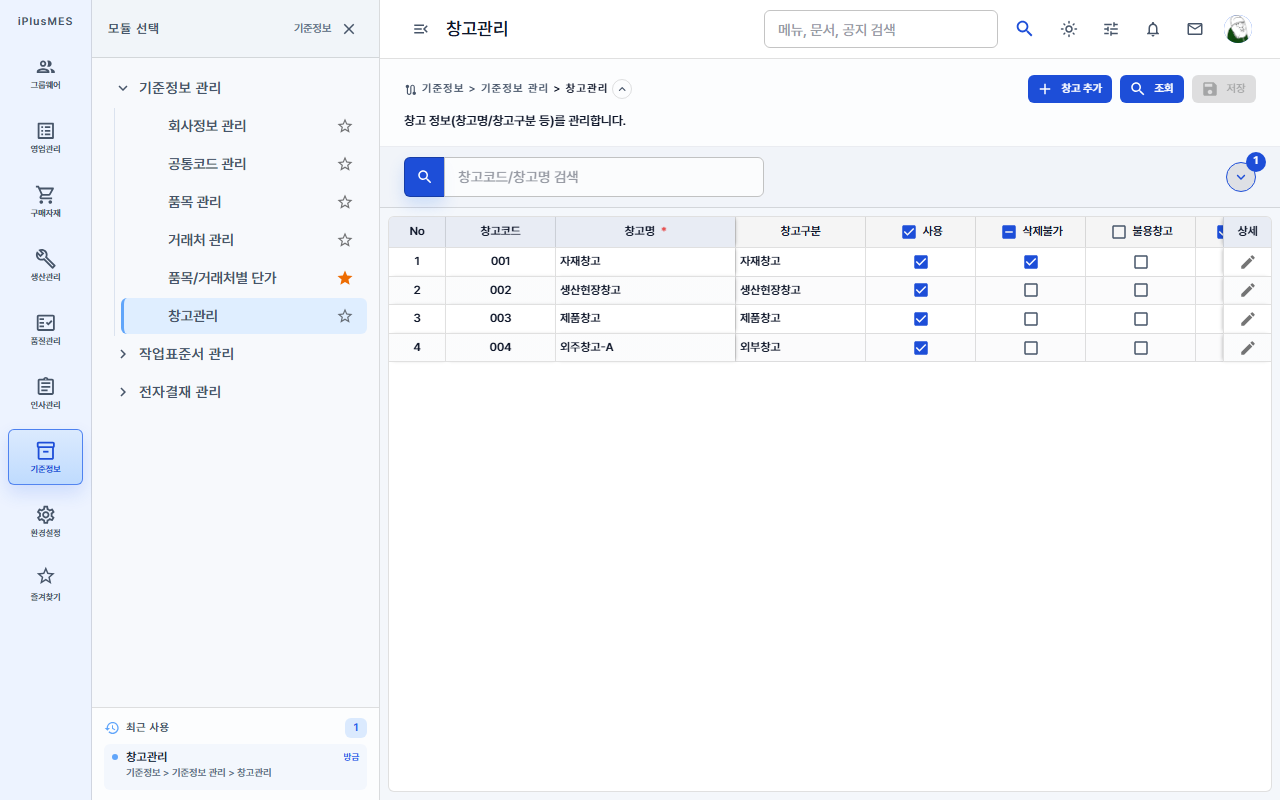 iPlusMES
그룹웨어
영업관리
구매자재
생산관리
품질관리
인사관리
기준정보
환경설정
즐겨찾기
모듈 선택
기준정보
기준정보 관리
회사정보 관리
공통코드 관리
품목 관리
거래처 관리
품목/거래처별 단가
창고관리
작업표준서 관리
전자결재 관리
최근 사용
1
창고관리
방금
기준정보 > 기준정보 관리 > 창고관리
창고관리
메뉴, 문서, 공지 검색
기준정보 > 기준정보 관리 > 창고관리
창고 추가
조회
저장
창고 정보(창고명/창고구분 등)를 관리합니다.
창고코드/창고명 검색
1
No 창고코드 창고명 * 창고구분 사용 삭제불가 불용창고 상세
1 001 자재창고 자재창고
2 002 생산현장창고 생산현장창고
3 003 제품창고 제품창고
4 004 외주창고-A 외부창고